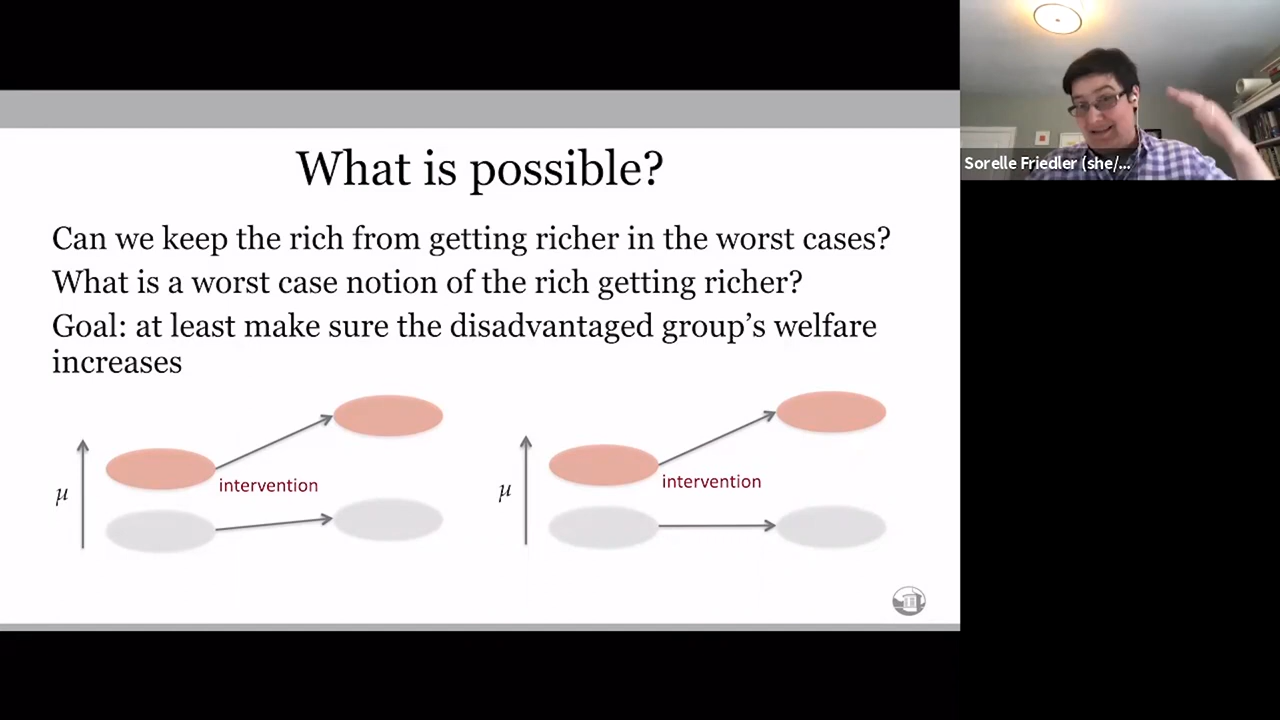 What is possible?
Can we keep the rich from getting richer in the worst cases?
What is a worst case notion of the rich getting richer?
Goal: at least make sure the disadvantaged group's welfare
increases
μ
intervention
μ
intervention
Sorelle Friedler (she/...